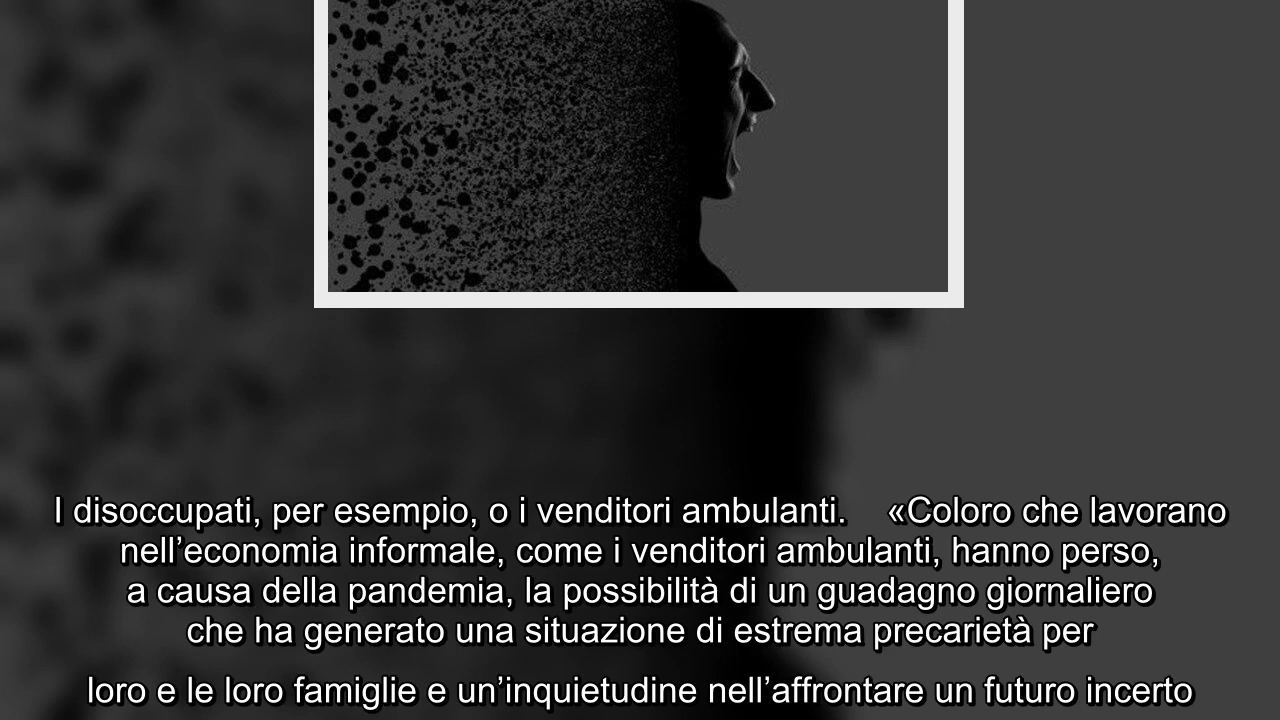 I disoccupati, per esempio, o i venditori ambulanti. «Coloro che lavorano
nell’economia informale, come i venditori ambulanti, hanno perso,
a causa della pandemia, la possibilità di un guadagno giornaliero
che ha generato una situazione di estrema precarietà per
loro e le loro famiglie e un’inquietudine nell’affrontare un futuro incerto